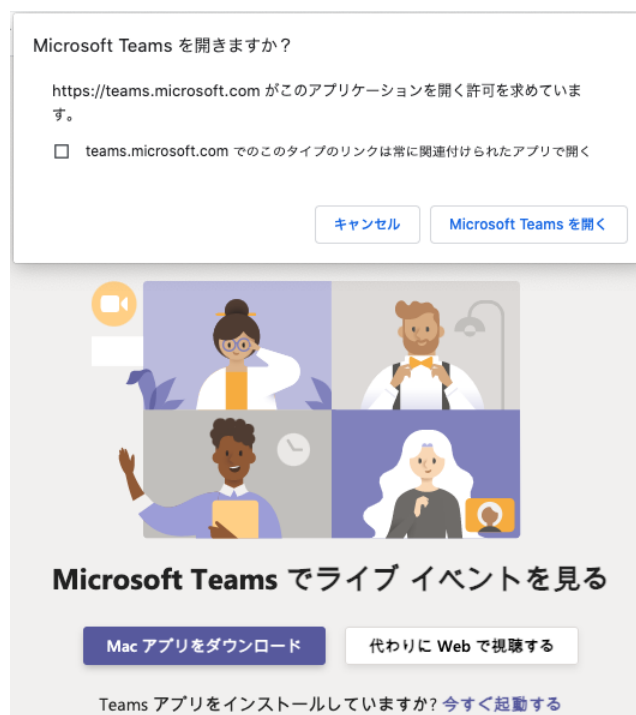 Microsoft Teams を開きますか？
https://teams.microsoft.com がこのアプリケーションを開く許可を求めていま
す。
teams.microsoft.com でのこのタイプのリンクは常に関連付けられたアプリで開く
キャンセル
Microsoft Teams を開く
Microsoft Teams でライブ イベントを見る
Mac アプリをダウンロード
代わりに Web で視聴する
Teams アプリをインストールしていますか? 今すぐ起動する